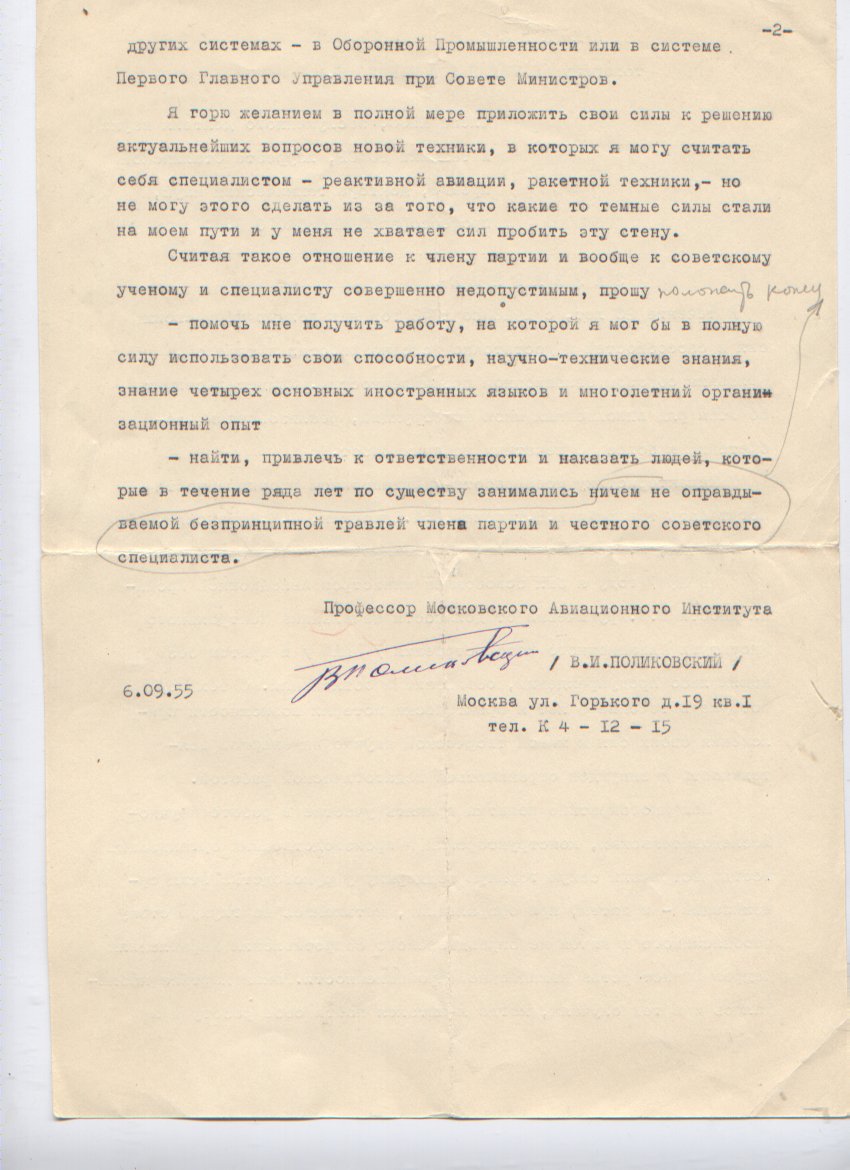 -2-
других системах - в Оборонной Промышленности или в системе
Первого Главного Управления при Совете Министров.
Я горю желанием в полной мере приложить свои силы к решению
актуальнейших вопросов новой техники, в которых я могу считать
себя специалистом - реактивной авиации, ракетной техники,- но
не могу этого сделать из за того, что какие то темные силы стали
на моем пути и у меня не хватает сил пробить эту стену.
Считая такое отношение к члену партии и вообще к советскому
ученому и специалисту совершенно недопустимым, прошу положить конец
- помочь мне получить работу, на которой я мог бы в полную
силу использовать свои способности, научно-технические знания,
знание четырех основных иностранных языков и многолетний органи
зационный опыт
- найти, привлечь к ответственности и наказать людей, кото-
рые в течение ряда лет по существу занимались ничем не оправды-
ваемой безпринципной травлей члена партии и честного советского
специалиста.
Профессор Московского Авиационного Института
/ В.И.ПОЛИКОВСКИЙ /
6.09.55
Москва ул. Горького д.19 кв.I
тел. К 4 - I2 - I5